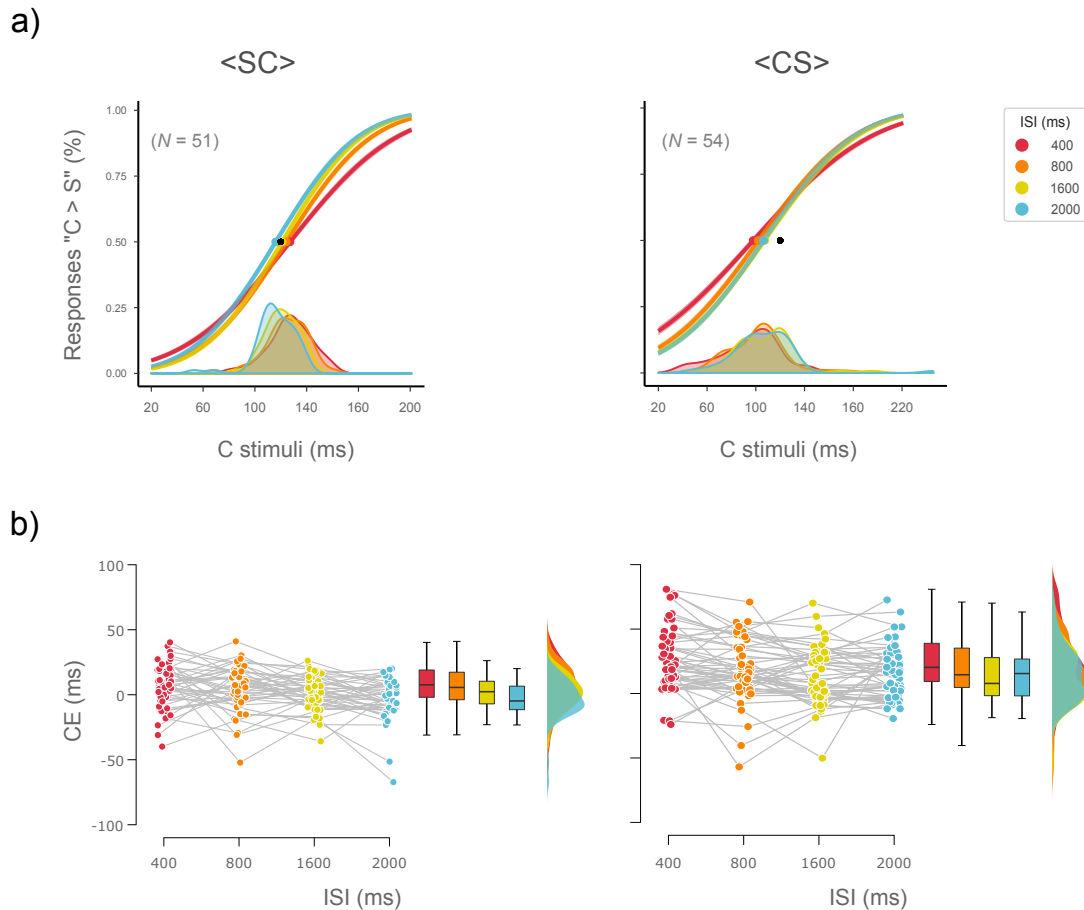 a)
<SC>
<CS>
Responses "C > S" (%)
1.00
0.75
0.50
0.25
0.00
(N = 51)
20 60 100 140 160 200
C stimuli (ms)
(N = 54)
20 60 100 140 160 220
C stimuli (ms)
ISI (ms)
400
800
1600
2000
b)
CE (ms)
100
50
0
-50
-100
400 800 1600 2000
ISI (ms)
400 800 1600 2000
ISI (ms)